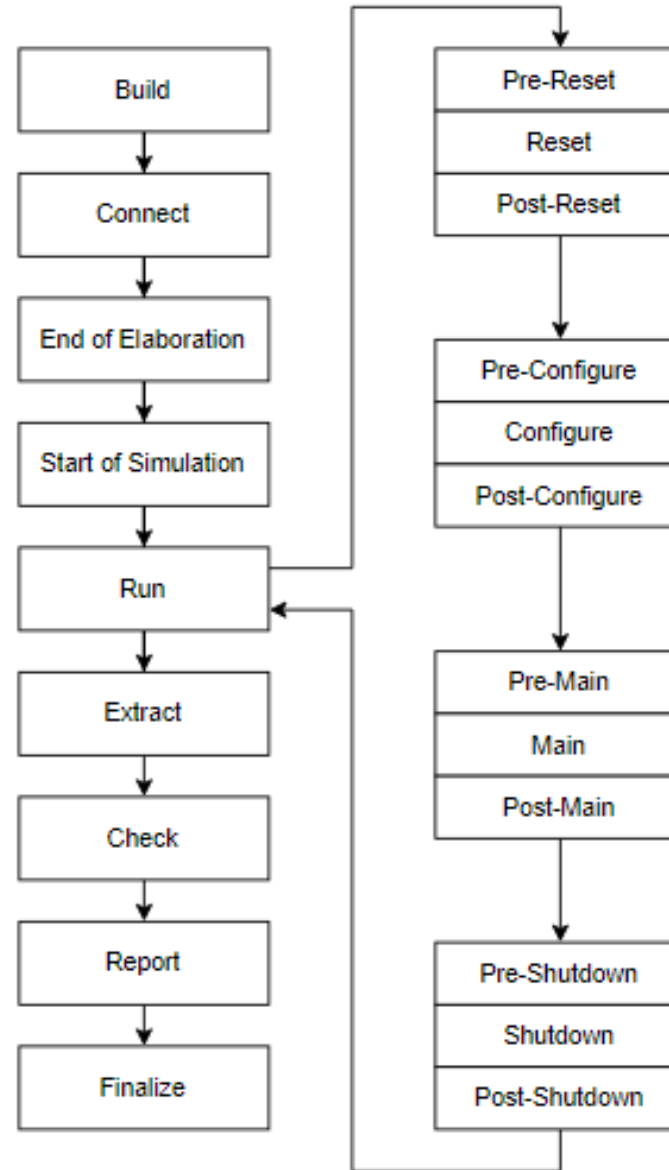 Build
Connect
End of Elaboration
Start of Simulation
Run
Extract
Check
Report
Finalize
Pre-Reset
Reset
Post-Reset
Pre-Configure
Configure
Post-Configure
Pre-Main
Main
Post-Main
Pre-Shutdown
Shutdown
Post-Shutdown